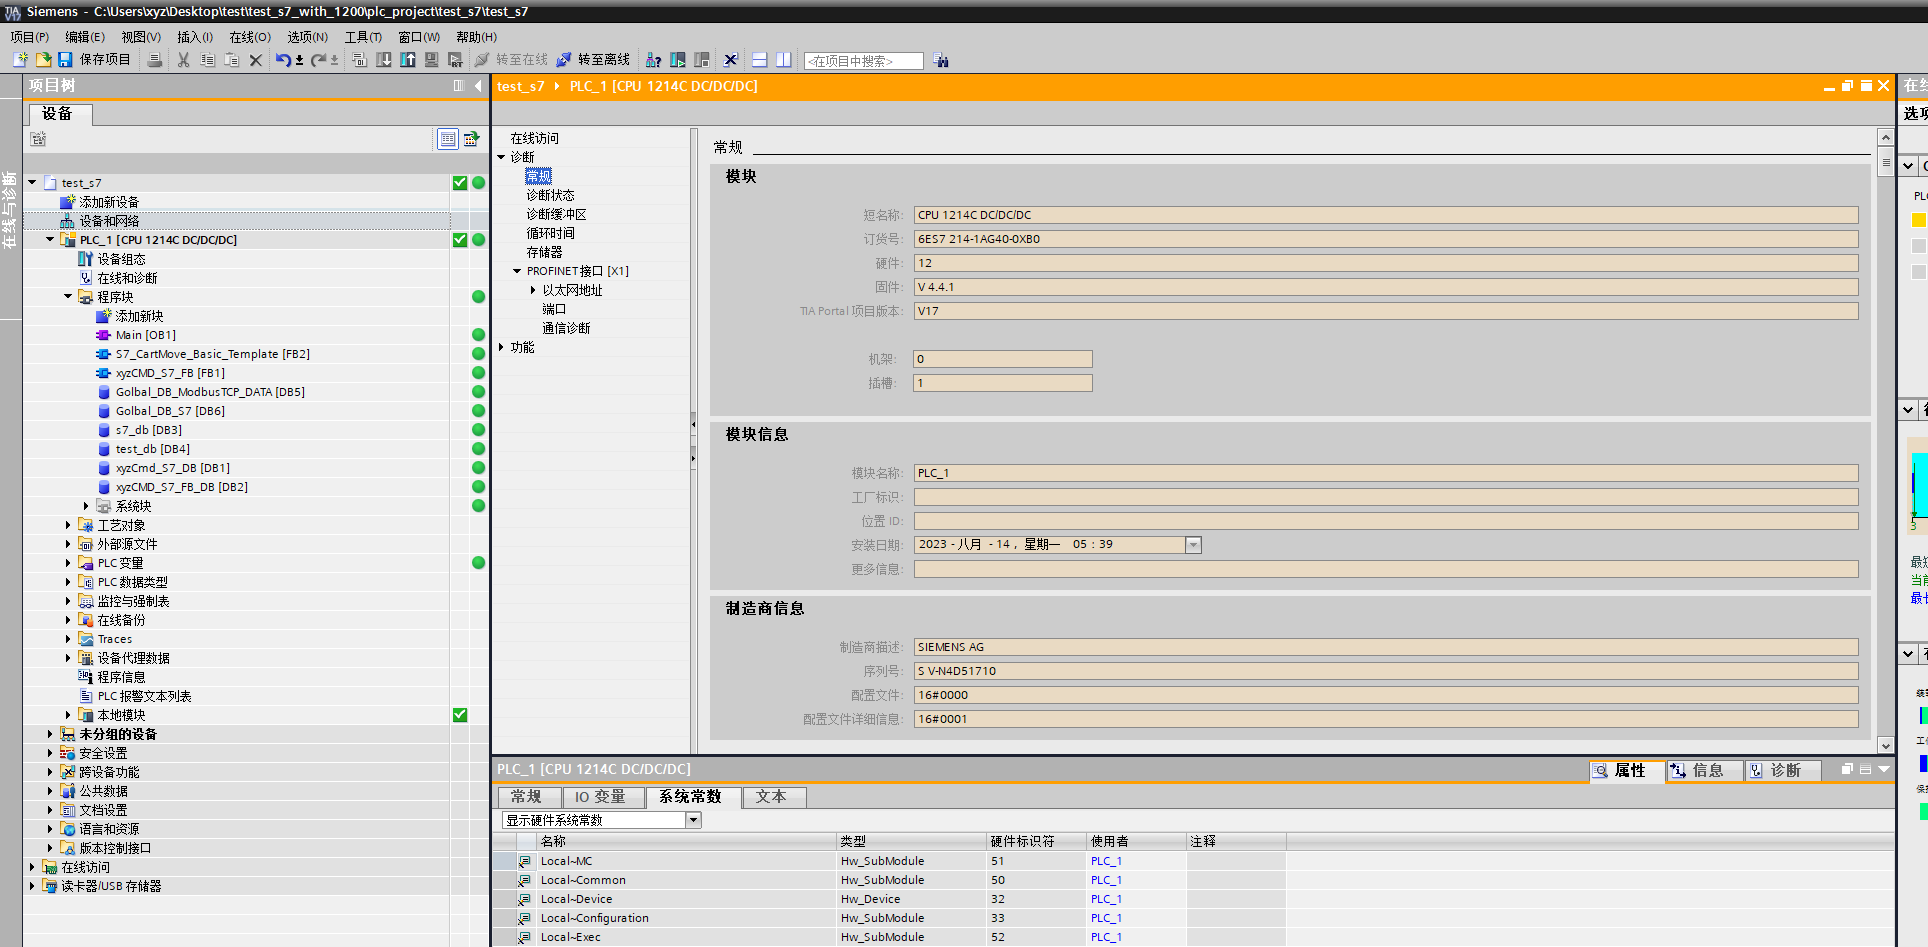 Siemens - C:\Users\xyz\Desktop\test\test_s7_with_1200\plc_project\test_s7\test_s7
项目(P) 编辑(E) 视图(V) 插入(I) 在线(O) 选项(N) 工具(T) 窗口(W) 帮助(H)
保存项目 转至在线 转至离线 <在项目中搜索>
项目树
设备
在线与诊断
test_s7
添加新设备
设备和网络
PLC_1 [CPU 1214C DC/DC/DC]
设备组态
在线和诊断
程序块
添加新块
Main [OB1]
S7_CartMove_Basic_Template [FB2]
xyzCMD_S7_FB [FB1]
Golbal_DB_ModbusTCP_DATA [DB5]
Golbal_DB_S7 [DB6]
s7_db [DB3]
test_db [DB4]
xyzCmd_S7_DB [DB1]
xyzCMD_S7_FB_DB [DB2]
系统块
工艺对象
外部源文件
PLC 变量
PLC 数据类型
监控与强制表
在线备份
Traces
设备代理数据
程序信息
PLC 报警文本列表
本地模块
未分组的设备
安全设置
跨设备功能
公共数据
文档设置
语言和资源
版本控制接口
在线访问
读卡器/USB 存储器
test_s7 PLC_1 [CPU 1214C DC/DC/DC]
在线访问
诊断
常规
诊断状态
诊断缓冲区
循环时间
存储器
PROFINET接口 [X1]
以太网地址
端口
通信诊断
功能
常规
模块
短名称: CPU 1214C DC/DC/DC
订货号: 6ES7 214-1AG40-0XB0
硬件: 12
固件: V 4.4.1
TIA Portal 项目版本: V17
机架: 0
插槽: 1
模块信息
模块名称: PLC_1
工厂标识:
位置 ID:
安装日期: 2023 - 八月 - 14 , 星期一 05 : 39
更多信息:
制造商信息
制造商描述: SIEMENS AG
序列号: S V-N4D51710
配置文件: 16#0000
配置文件详细信息: 16#0001
PLC_1 [CPU 1214C DC/DC/DC]
属性 信息 诊断
常规 IO 变量 系统常数 文本
显示硬件系统常数
名称 类型 硬件标识符 使用者 注释
Local~MC Hw_SubModule 51 PLC_1
Local~Common Hw_SubModule 50 PLC_1
Local~Device Hw_Device 32 PLC_1
Local~Configuration Hw_SubModule 33 PLC_1
Local~Exec Hw_SubModule 52 PLC_1
在线
选项
PLC
3
最短
当前
最长